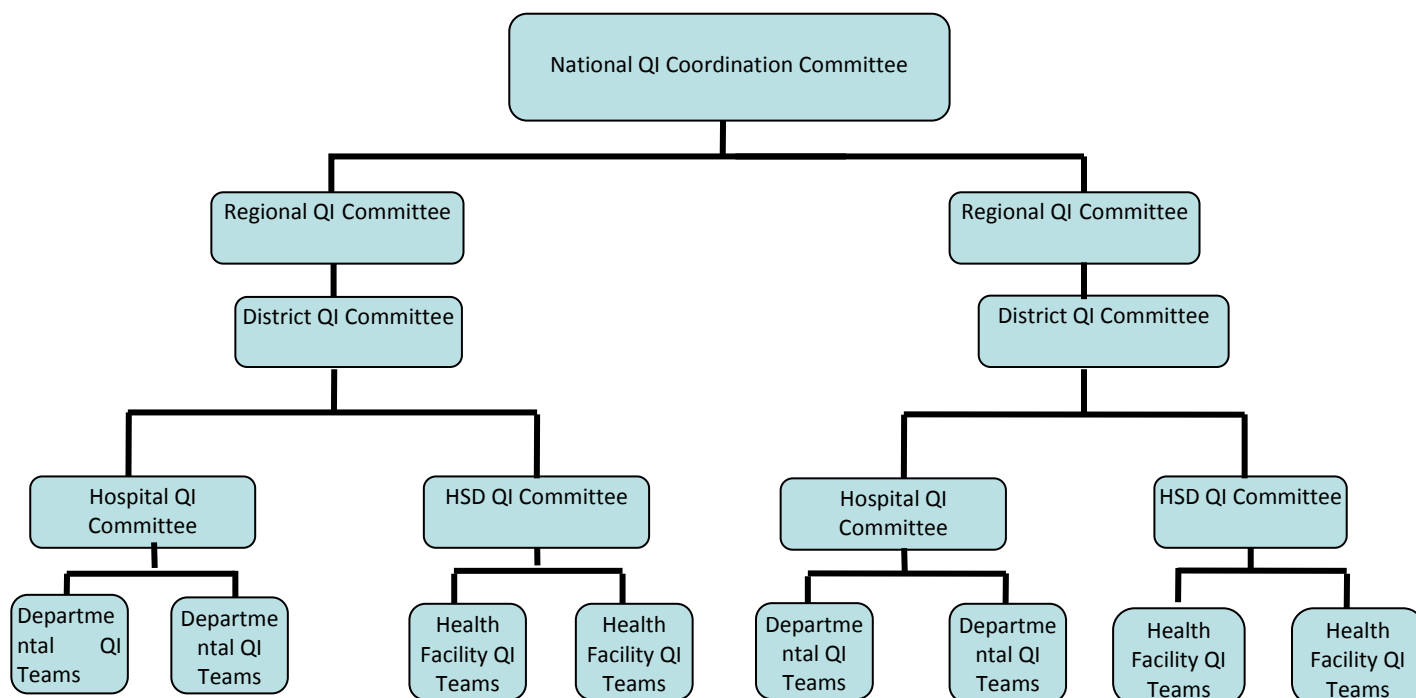 National QI Coordination Committee
Regional QI Committee
Regional QI Committee
District QI Committee
District QI Committee
Hospital QI
Committee
HSD QI Committee
Hospital QI
Committee
HSD QI Committee
Departme
ntal QI
Teams
Departme
ntal QI
Teams
Health
Facility QI
Teams
Health
Facility QI
Teams
Departme
ntal QI
Teams
Departme
ntal QI
Teams
Health
Facility QI
Teams
Health
Facility QI
Teams